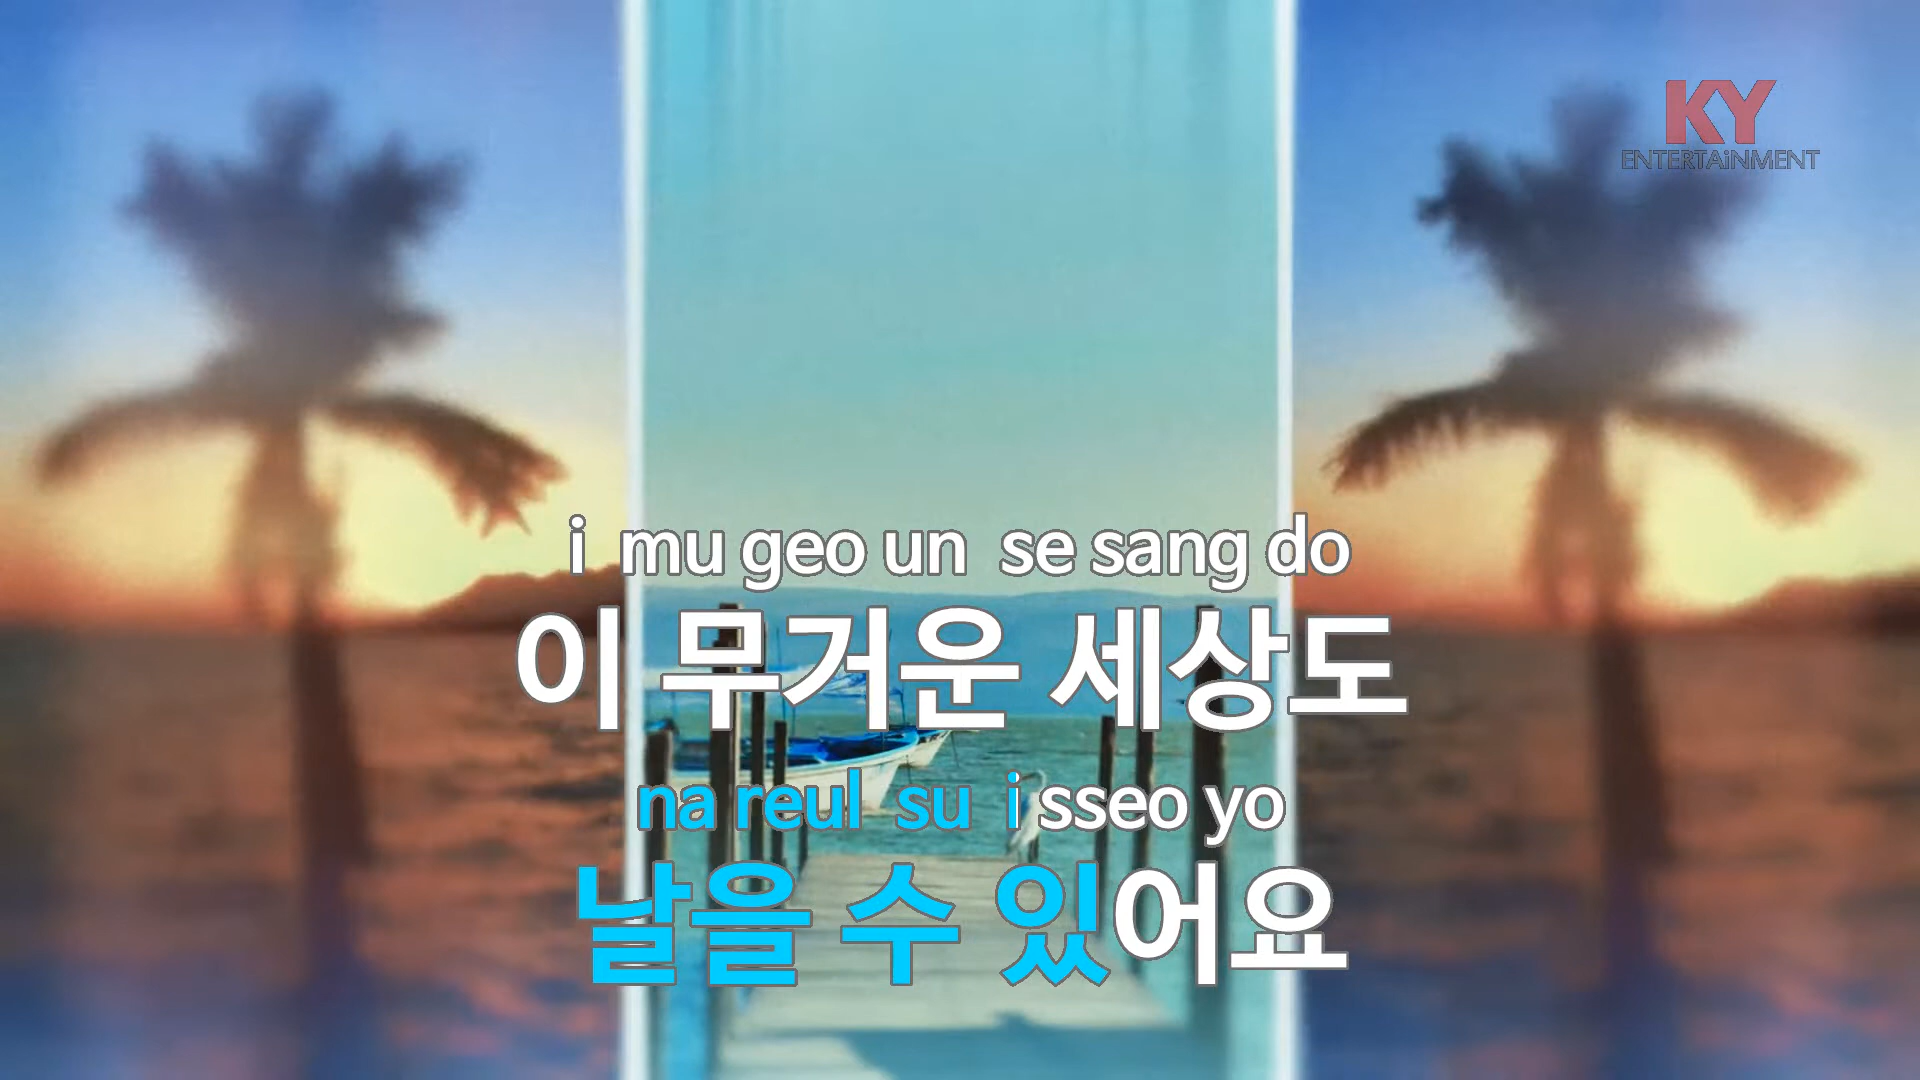 KY
ENTERTAiNMENT
i mu geo un se sang do
이 무거운 세상도
na reul su i sseo yo
날을 수 있어요